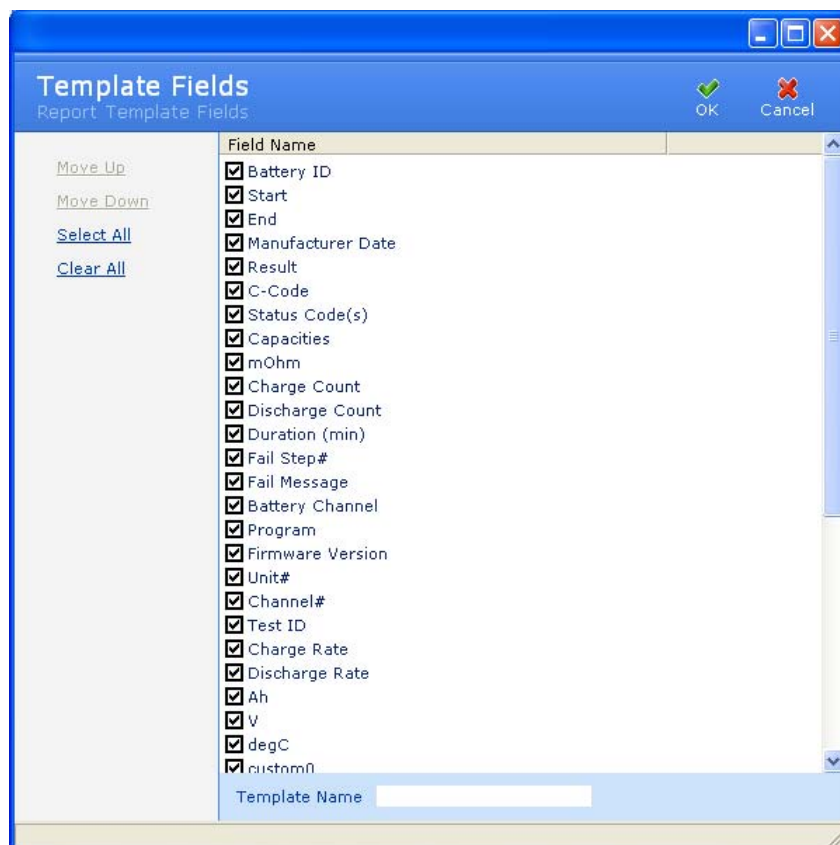 Template Fields
Report Template Fields
OK
Cancel
Move Up
Move Down
Select All
Clear All
Field Name
Battery ID
Start
End
Manufacturer Date
Result
C-Code
Status Code(s)
Capacities
mOhm
Charge Count
Discharge Count
Duration (min)
Fail Step#
Fail Message
Battery Channel
Program
Firmware Version
Unit#
Channel#
Test ID
Charge Rate
Discharge Rate
Ah
V
degC
custom0
Template Name